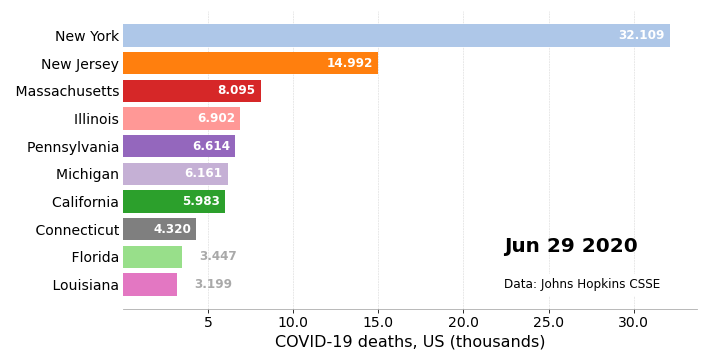 New York 32.109
New Jersey 14.992
Massachusetts 8.095
Illinois 6.902
Pennsylvania 6.614
Michigan 6.161
California 5.983
Connecticut 4.320
Florida 3.447
Louisiana 3.199
Jun 29 2020
Data: Johns Hopkins CSSE
5 10.0 15.0 20.0 25.0 30.0
COVID-19 deaths, US (thousands)